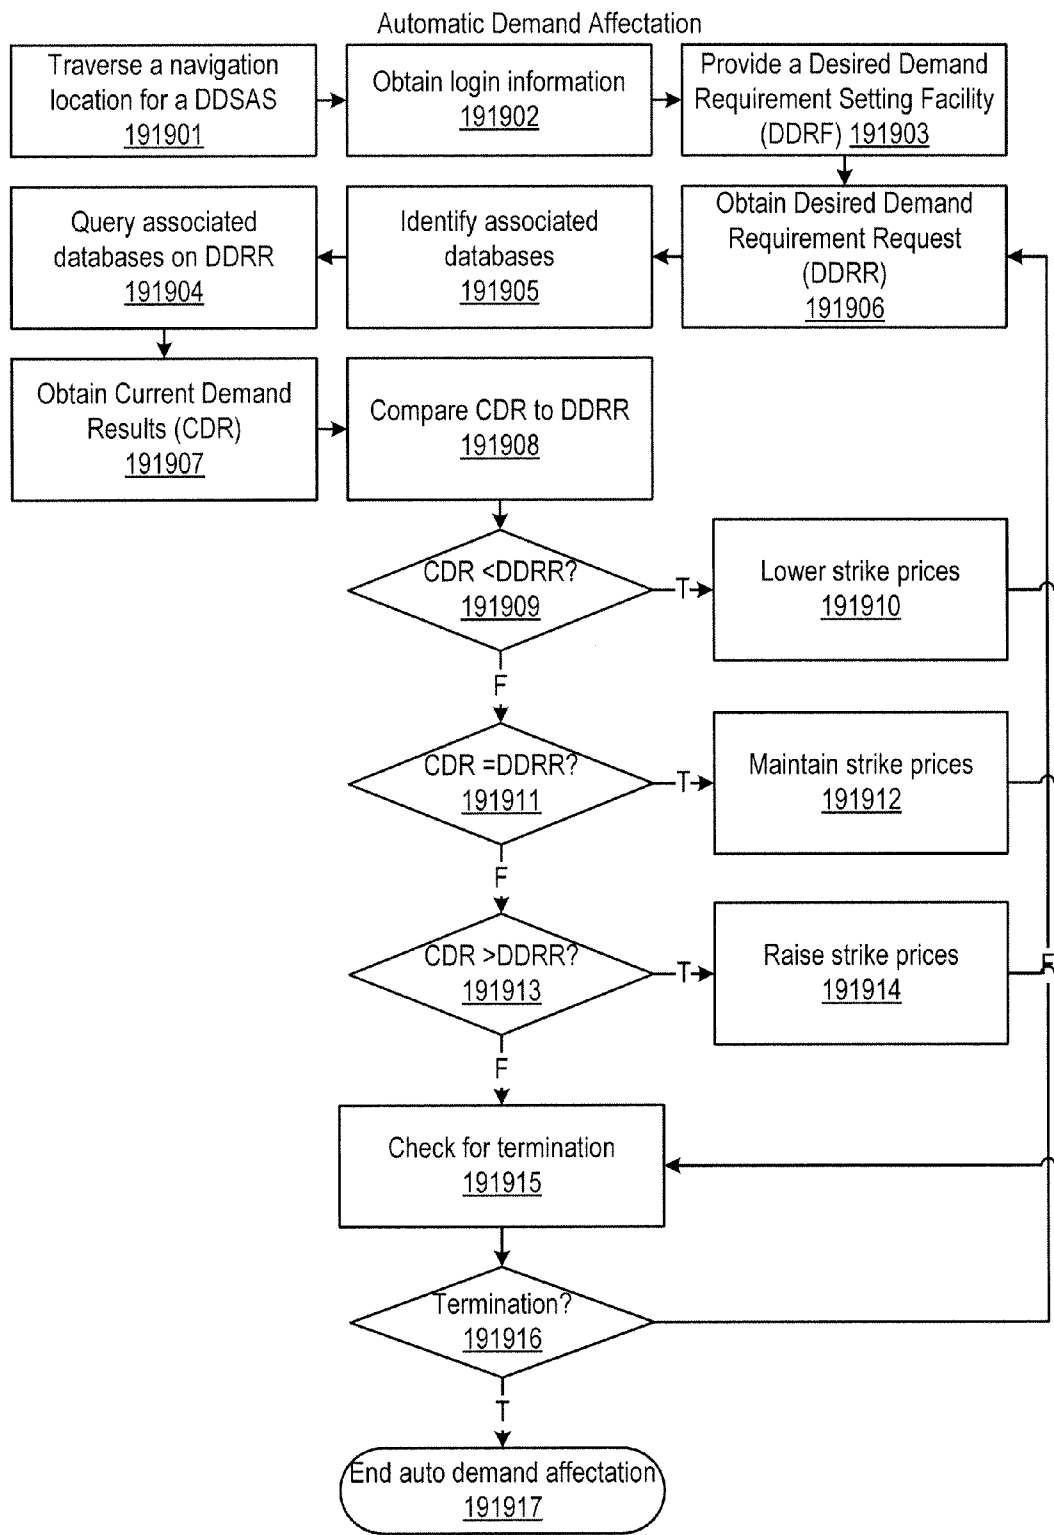 Automatic Demand Affectation
Traverse a navigation
location for a DDSAS
191901
Obtain login information
191902
Provide a Desired Demand
Requirement Setting Facility
(DDRF) 191903
Query associated
databases on DDRR
191904
Identify associated
databases
191905
Obtain Desired Demand
Requirement Request
(DDRR)
191906
Obtain Current Demand
Results (CDR)
191907
Compare CDR to DDRR
191908
CDR <DDRR?
191909
T
Lower strike prices
191910
F
CDR =DDRR?
191911
T
Maintain strike prices
191912
F
CDR >DDRR?
191913
T
Raise strike prices
191914
F
F
Check for termination
191915
Termination?
191916
T
End auto demand affectation
191917